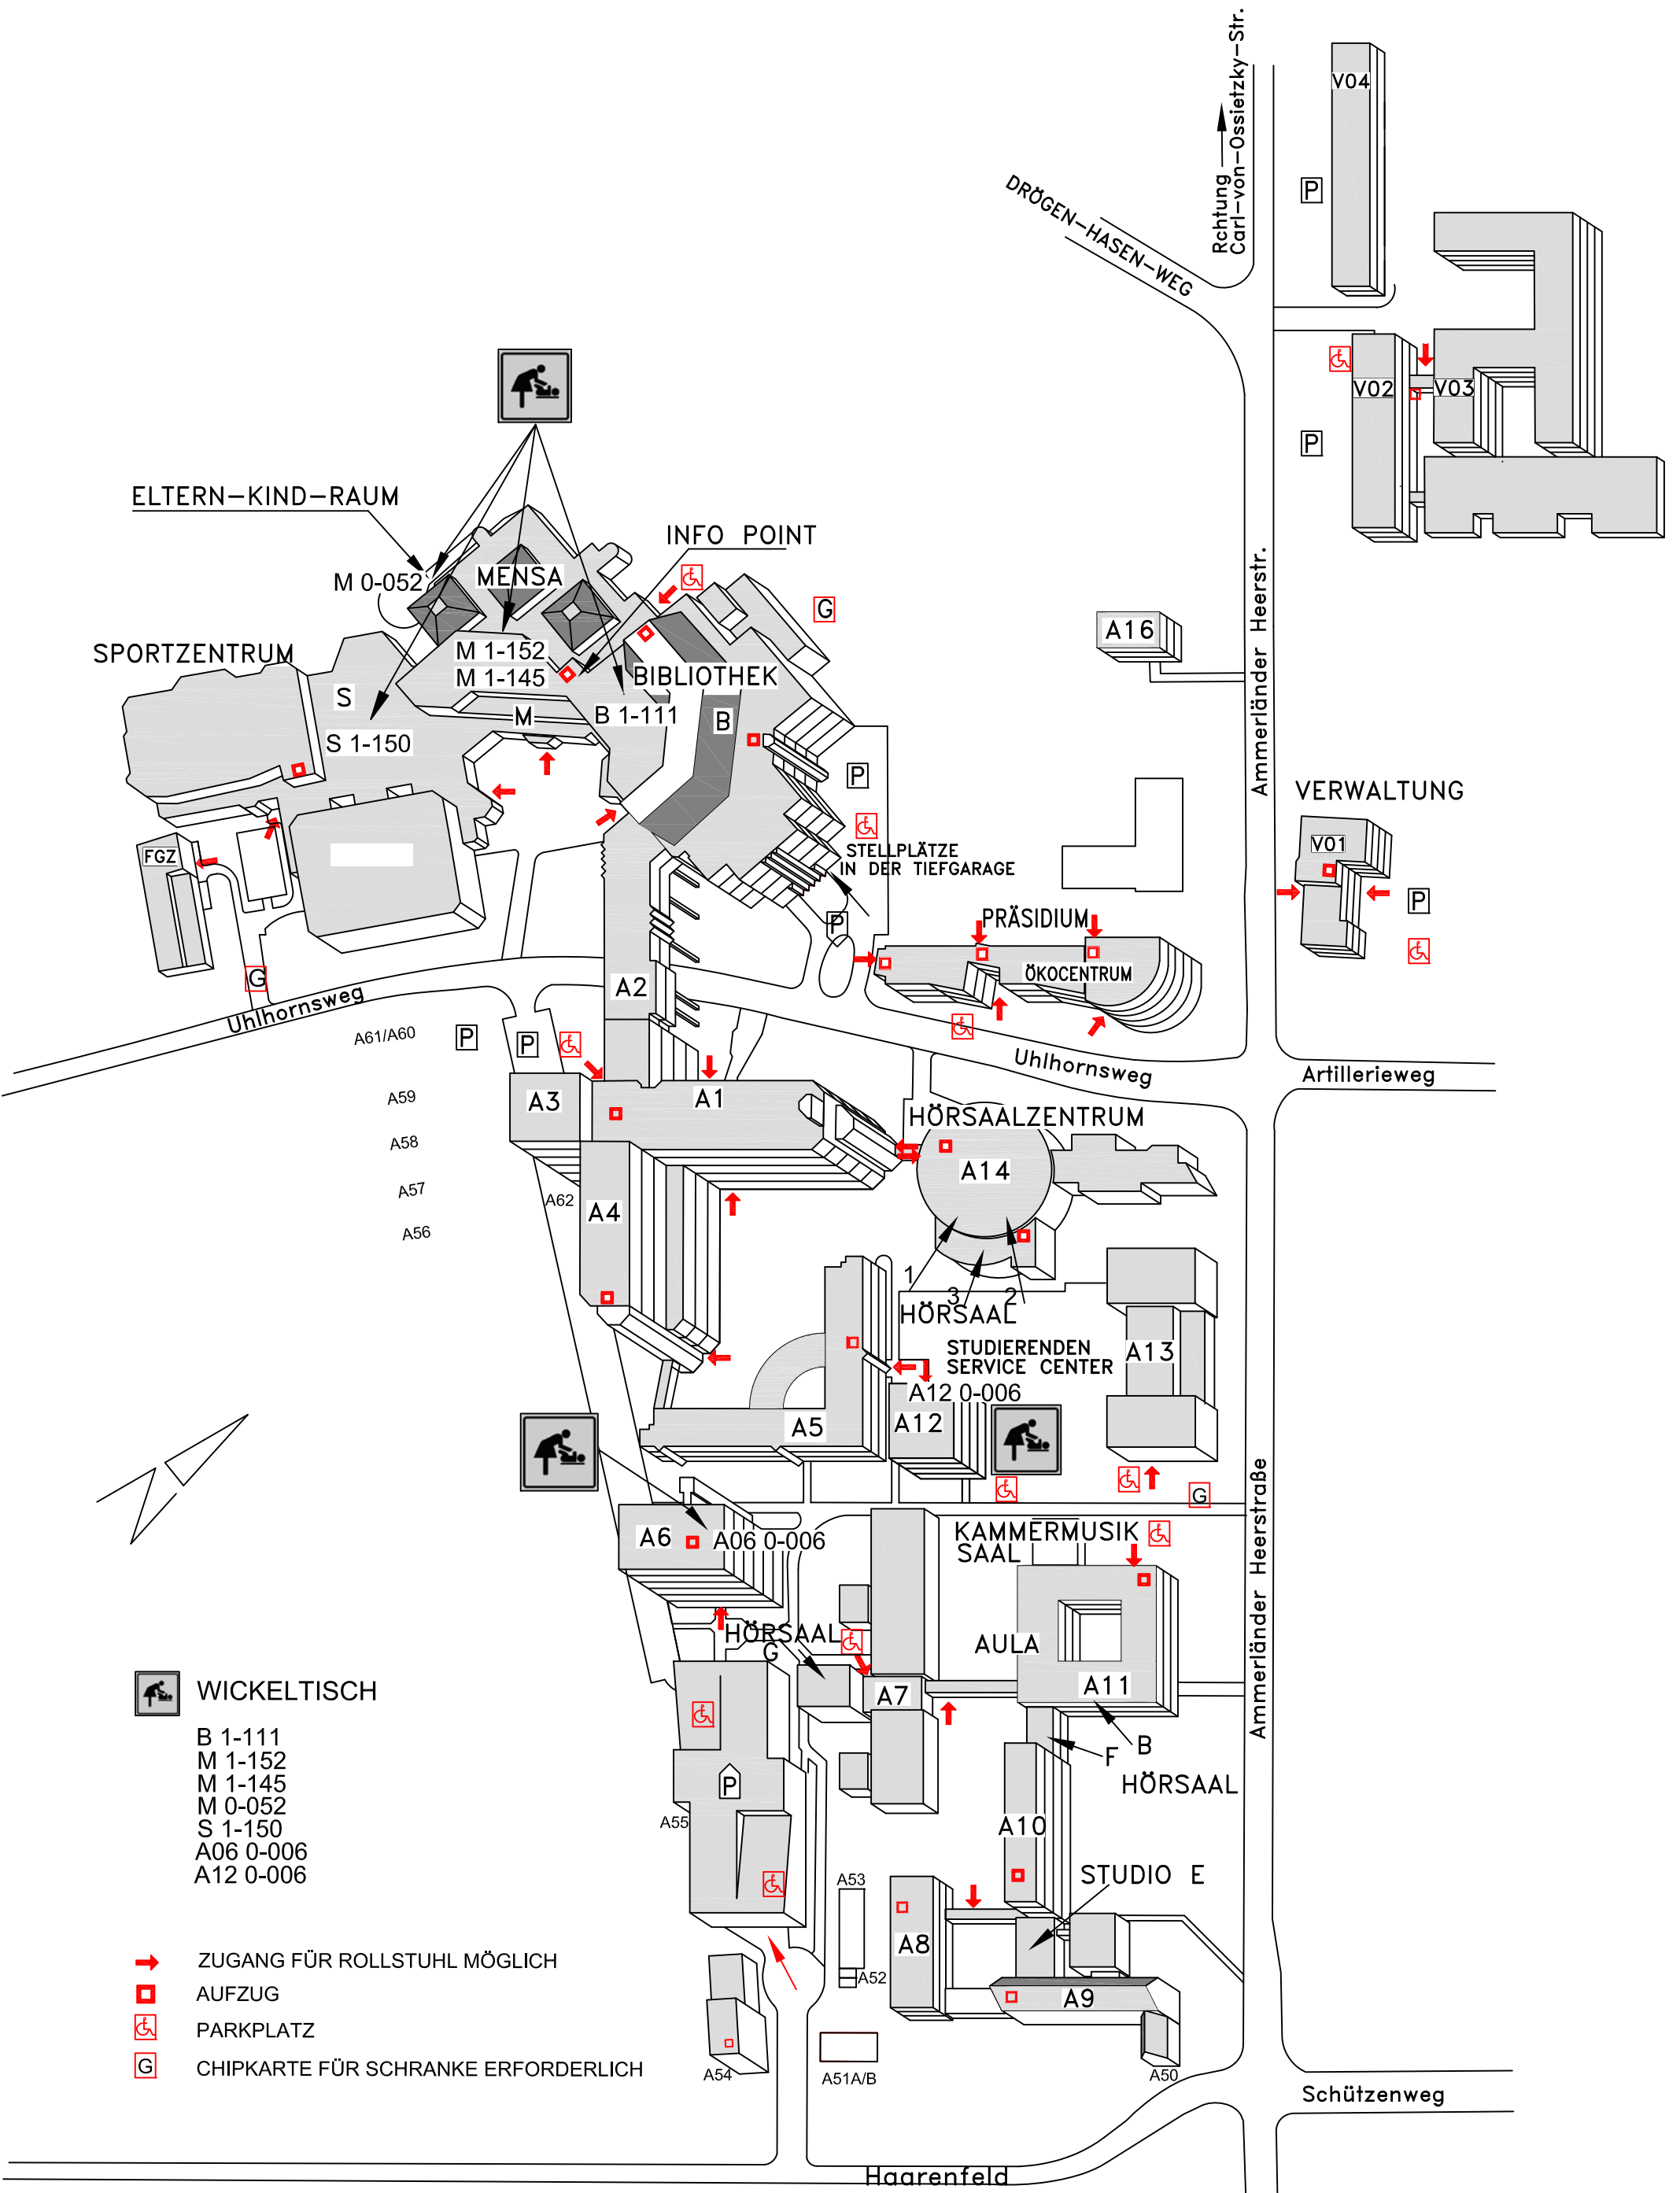 Rchtung
Carl-von-Ossietzky-Str.
V04
P
DRÖGEN-HASEN-WEG
V02
V03
P
ELTERN-KIND-RAUM
INFO POINT
M 0-052
MENSA
G
A16
Ammerländer Heerstr.
SPORTZENTRUM
M 1-152
M 1-145
BIBLIOTHEK
S
M
B 1-111
B
S 1-150
P
VERWALTUNG
V01
FGZ
STELLPLÄTZE
IN DER TIEFGARAGE
P
P
PRÄSIDIUM
ÖKOCENTRUM
G
A2
Uhlhornsweg
A61/A60
P
P
Uhlhornsweg
Artillerieweg
A59
A3
A1
HÖRSAALZENTRUM
A58
A14
A57
A62
A4
A56
1
3
2
HÖRSAAL
STUDIERENDEN
SERVICE CENTER
A13
A12 0-006
A5
A12
G
Ammerländer Heerstraße
A6
A06 0-006
KAMMERMUSIK
SAAL
HÖRSAAL
G
AULA
A7
A11
B
F
HÖRSAAL
P
A55
A10
STUDIO E
A53
A8
A52
A9
A54
A51A/B
A50
WICKELTISCH
B 1-111
M 1-152
M 1-145
M 0-052
S 1-150
A06 0-006
A12 0-006
ZUGANG FÜR ROLLSTUHL MÖGLICH
AUFZUG
PARKPLATZ
G CHIPKARTE FÜR SCHRANKE ERFORDERLICH
Schützenweg
Haarenfeld